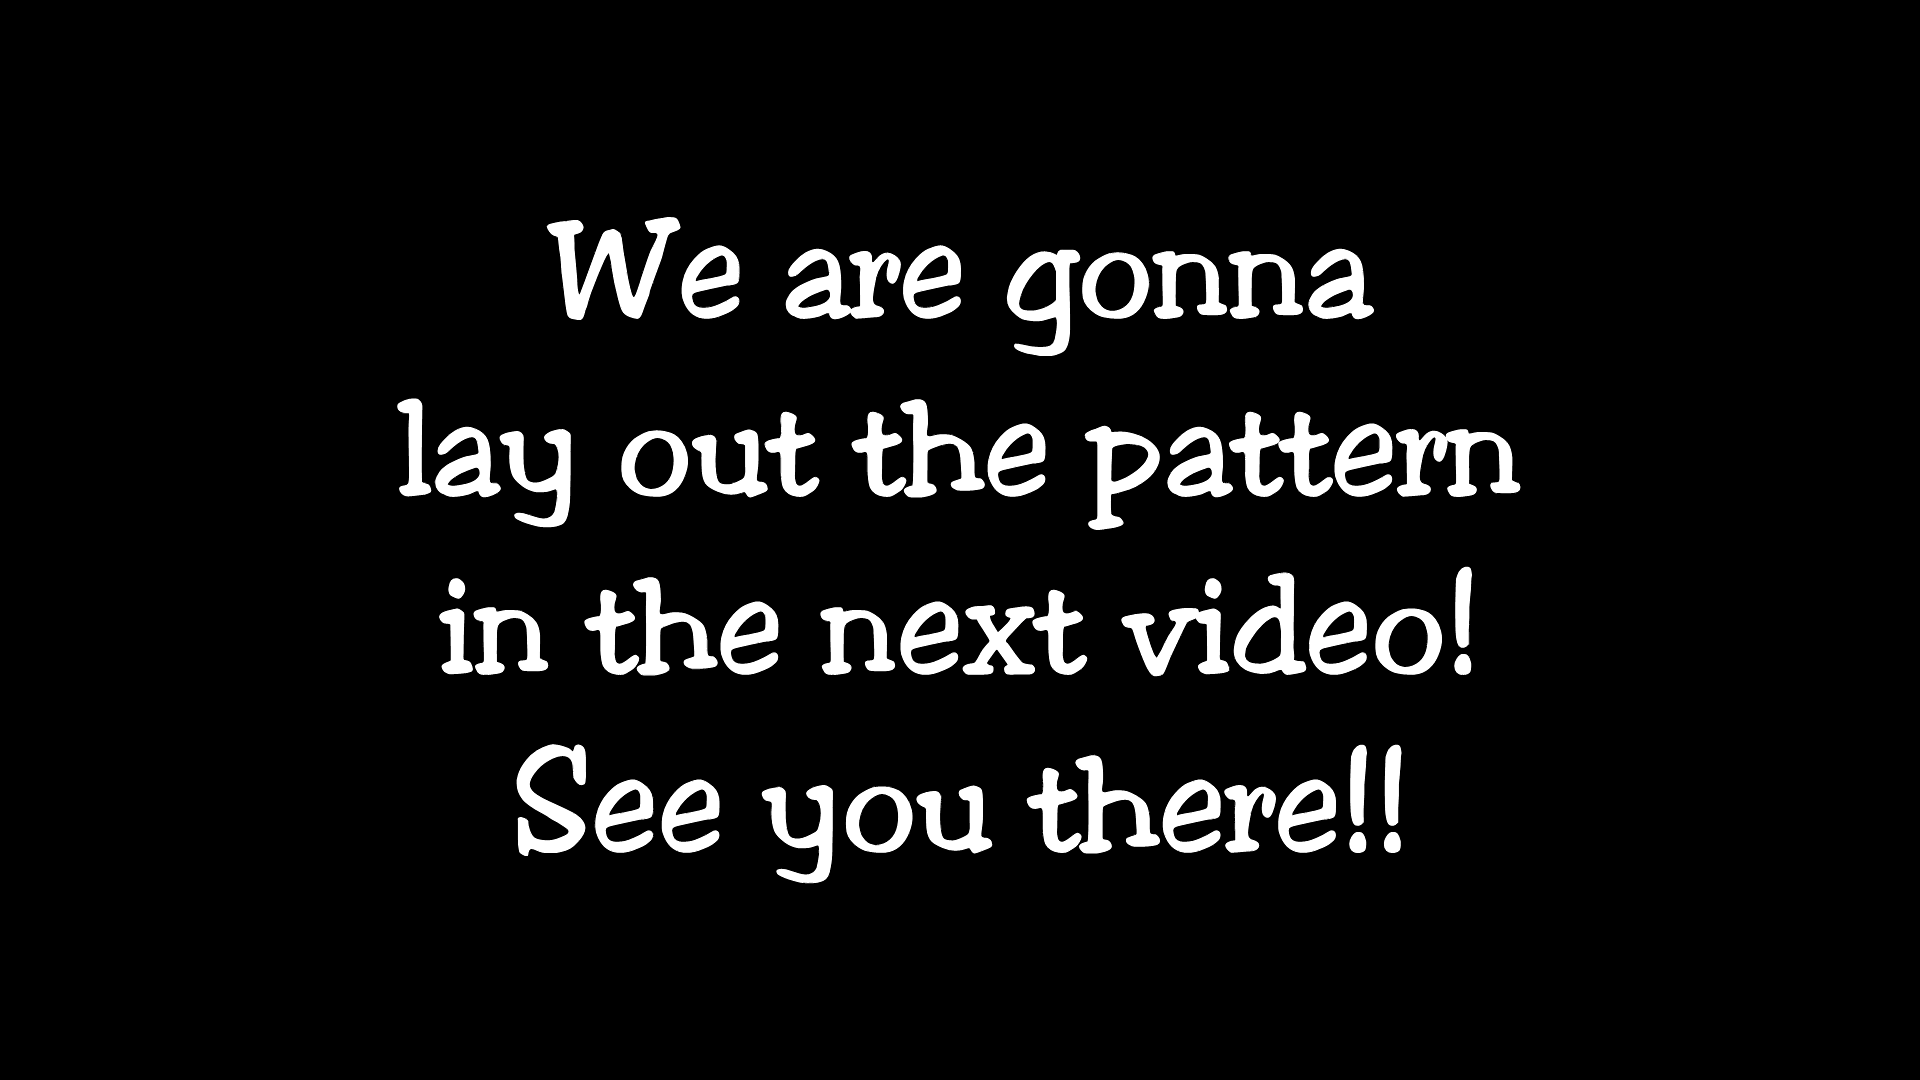 We are gonna
lay out the pattern
in the next video!
See you there!!